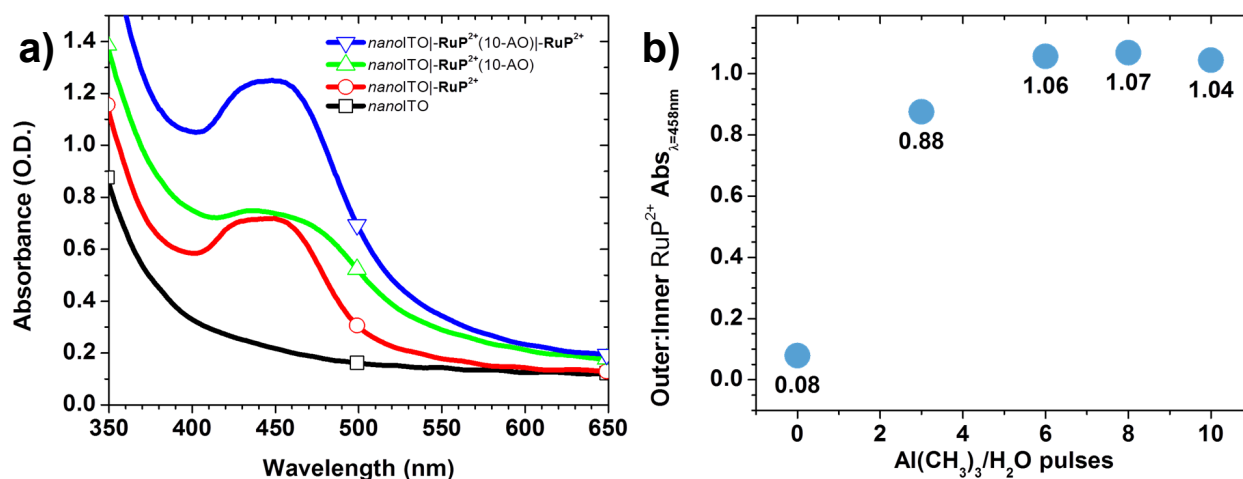 a)
nanoITO|-RuP²⁺(10-AO)|-RuP²⁺
nanoITO|-RuP²⁺(10-AO)
nanoITO|-RuP²⁺
nanoITO
Absorbance (O.D.)
1.4
1.2
1.0
0.8
0.6
0.4
0.2
0.0
350 400 450 500 550 600 650
Wavelength (nm)
b)
Outer:Inner RuP²⁺ Abs λ=458nm
1.0
0.8
0.6
0.4
0.2
0.0
1.06
1.07
1.04
0.88
0.08
0 2 4 6 8 10
Al(CH₃)₃/H₂O pulses